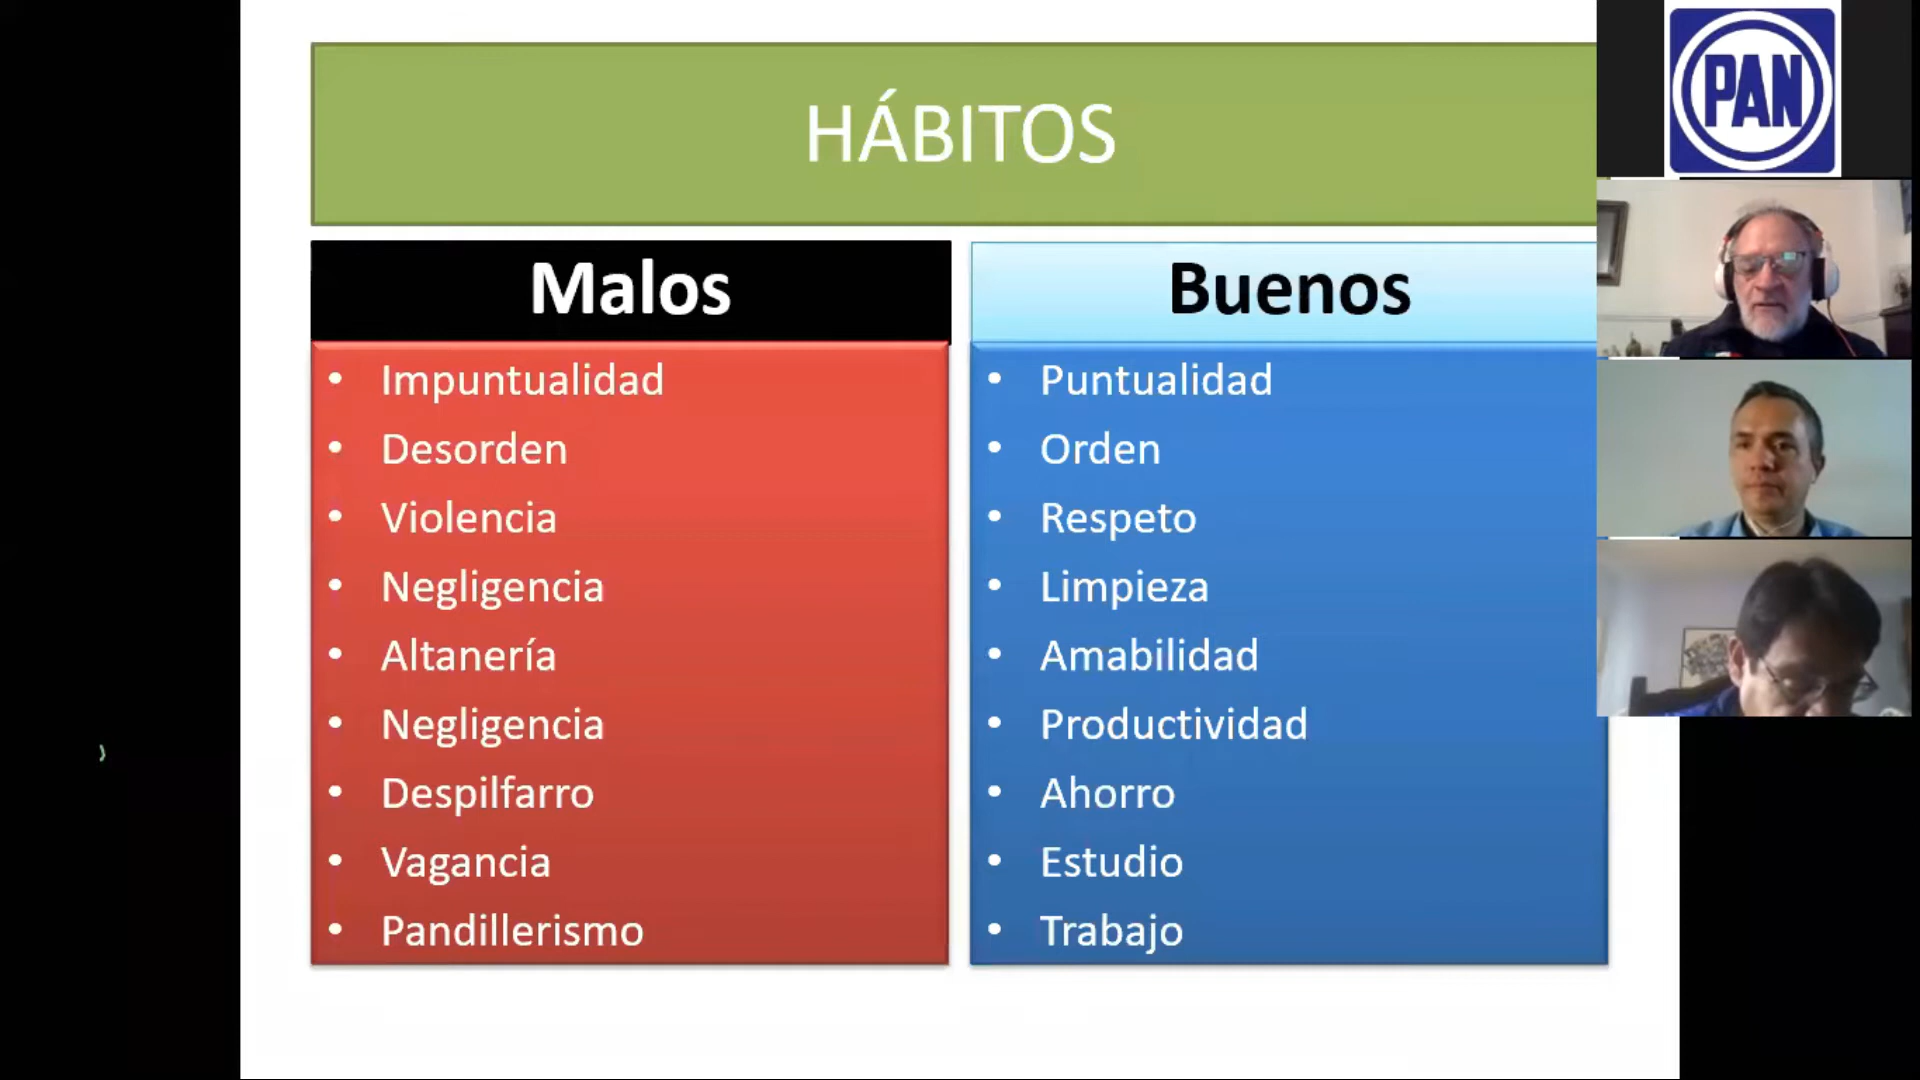 HÁBITOS
Malos
Impuntualidad
Desorden
Violencia
Negligencia
Altanería
Negligencia
Despilfarro
Vagancia
Pandillerismo
Buenos
Puntualidad
Orden
Respeto
Limpieza
Amabilidad
Productividad
Ahorro
Estudio
Trabajo
PAN